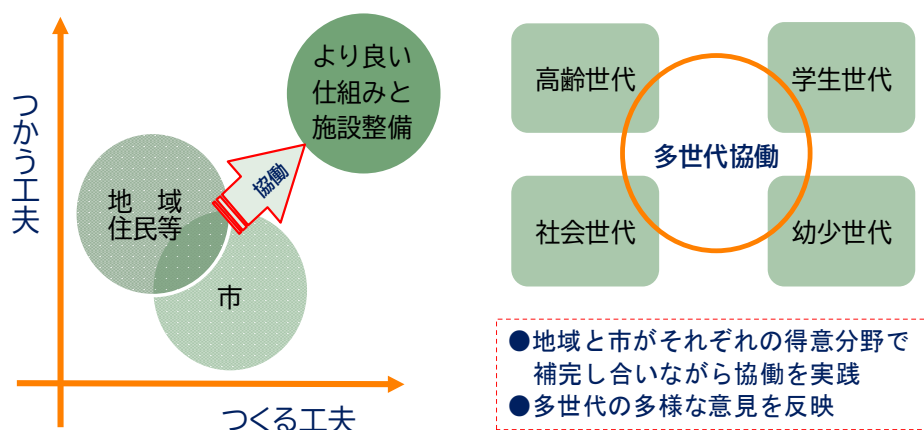 より良い
仕組みと
施設整備
つかう工夫
協働
地　域
住民等
市
つくる工夫
高齢世代
学生世代
多世代協働
社会世代
幼少世代
●地域と市がそれぞれの得意分野で
補完し合いながら協働を実践
●多世代の多様な意見を反映